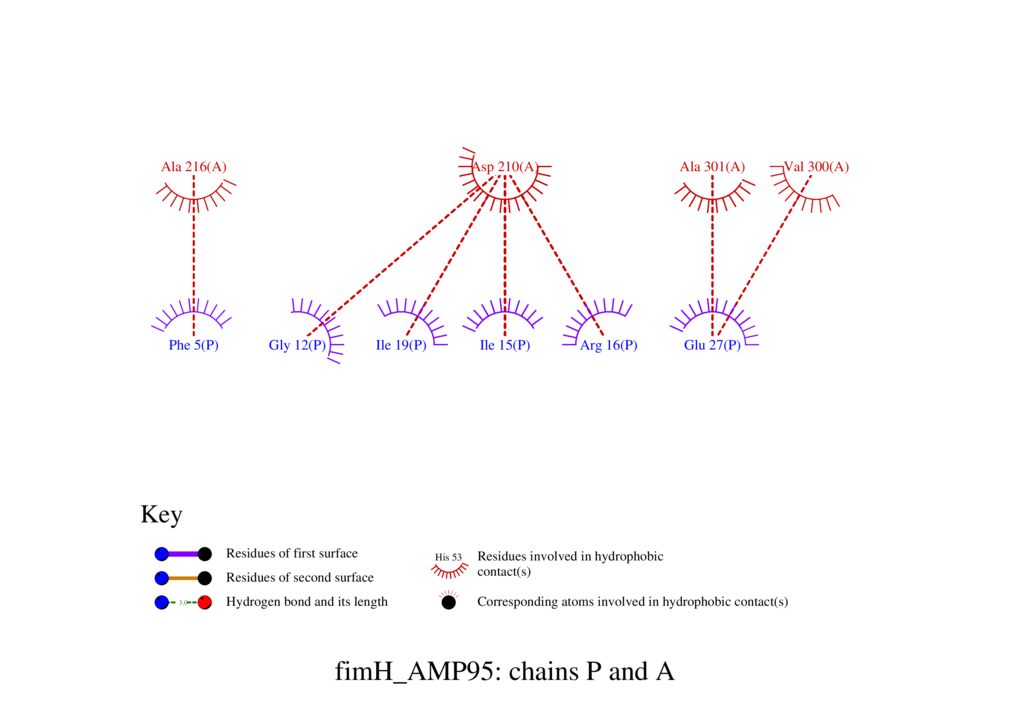 Ala 216(A) Asp 210(A) Ala 301(A) Val 300(A)
Phe 5(P) Gly 12(P) Ile 19(P) Ile 15(P) Arg 16(P) Glu 27(P)
Key
Residues of first surface
Residues of second surface
3.0
Hydrogen bond and its length
His 53
Residues involved in hydrophobic
contact(s)
Corresponding atoms involved in hydrophobic contact(s)
fimH_AMP95: chains P and A